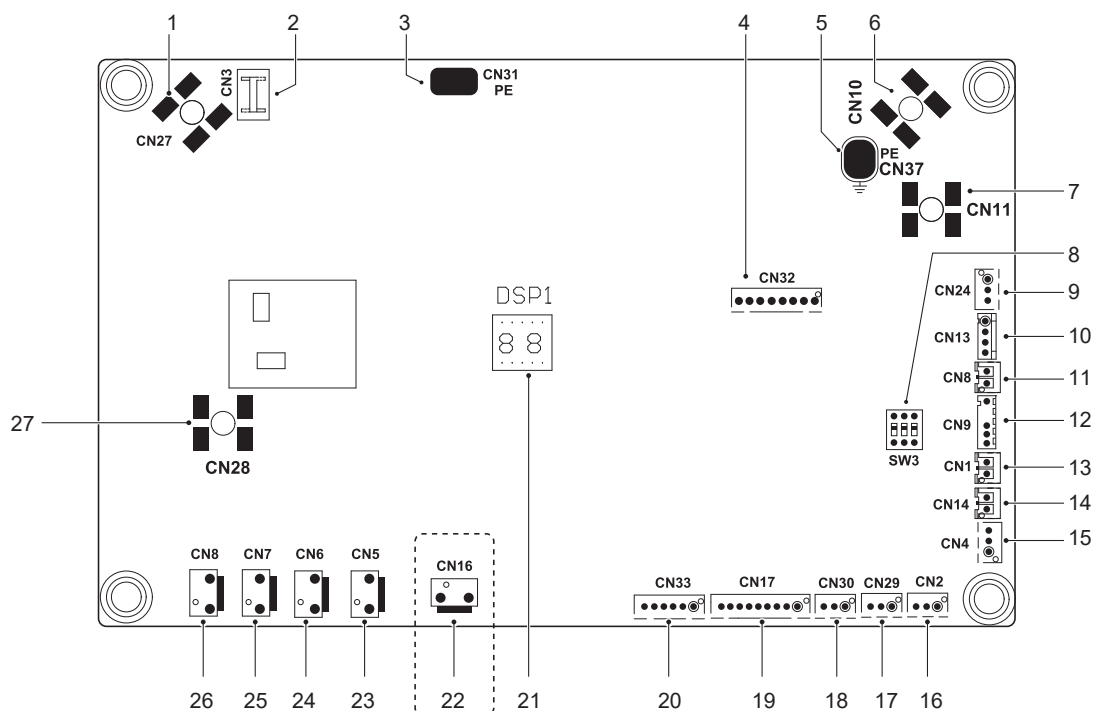 1 2 3 4 5 6
CN3
CN31
PE
CN27
CN10
PE
CN37
7
CN11
8
CN32
CN24 9
DSP1
88
CN13 10
CN8 11
CN9 12
27
SW3
CN28
CN1 13
CN14 14
CN4 15
CN8 CN7 CN6 CN5 CN16
CN33 CN17 CN30 CN29 CN2
26 25 24 23 22 21 20 19 18 17 16